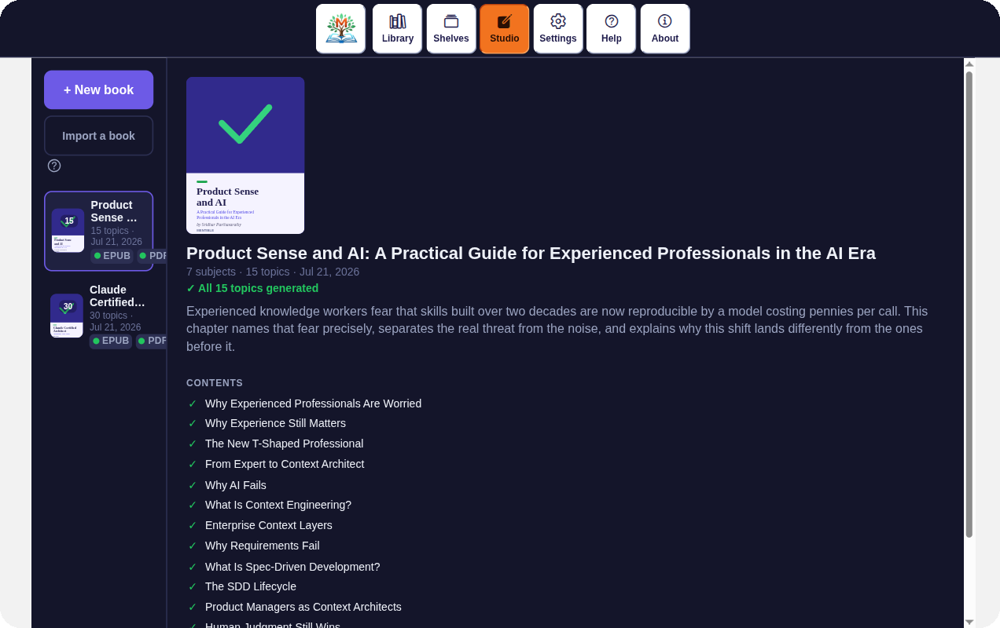 Library
Shelves
Studio
Settings
Help
About
+ New book
Import a book
15
Product Sense
and AI
Product
Sense ...
15 topics ·
Jul 21, 2026
EPUB
PDF
30
Claude Certified
Architect
Claude
Certified...
30 topics ·
Jul 21, 2026
EPUB
PDF
Product Sense
and AI
A Practical Guide for Experienced
Professionals in the AI Era
by Sridhar Parthasarathy
Product Sense and AI: A Practical Guide for Experienced Professionals in the AI Era
7 subjects · 15 topics · Jul 21, 2026
✓ All 15 topics generated
Experienced knowledge workers fear that skills built over two decades are now reproducible by a model costing pennies per call. This
chapter names that fear precisely, separates the real threat from the noise, and explains why this shift lands differently from the ones
before it.
CONTENTS
✓ Why Experienced Professionals Are Worried
✓ Why Experience Still Matters
✓ The New T-Shaped Professional
✓ From Expert to Context Architect
✓ Why AI Fails
✓ What Is Context Engineering?
✓ Enterprise Context Layers
✓ Why Requirements Fail
✓ What Is Spec-Driven Development?
✓ The SDD Lifecycle
✓ Product Managers as Context Architects
✓ Human Judgment Still Wins